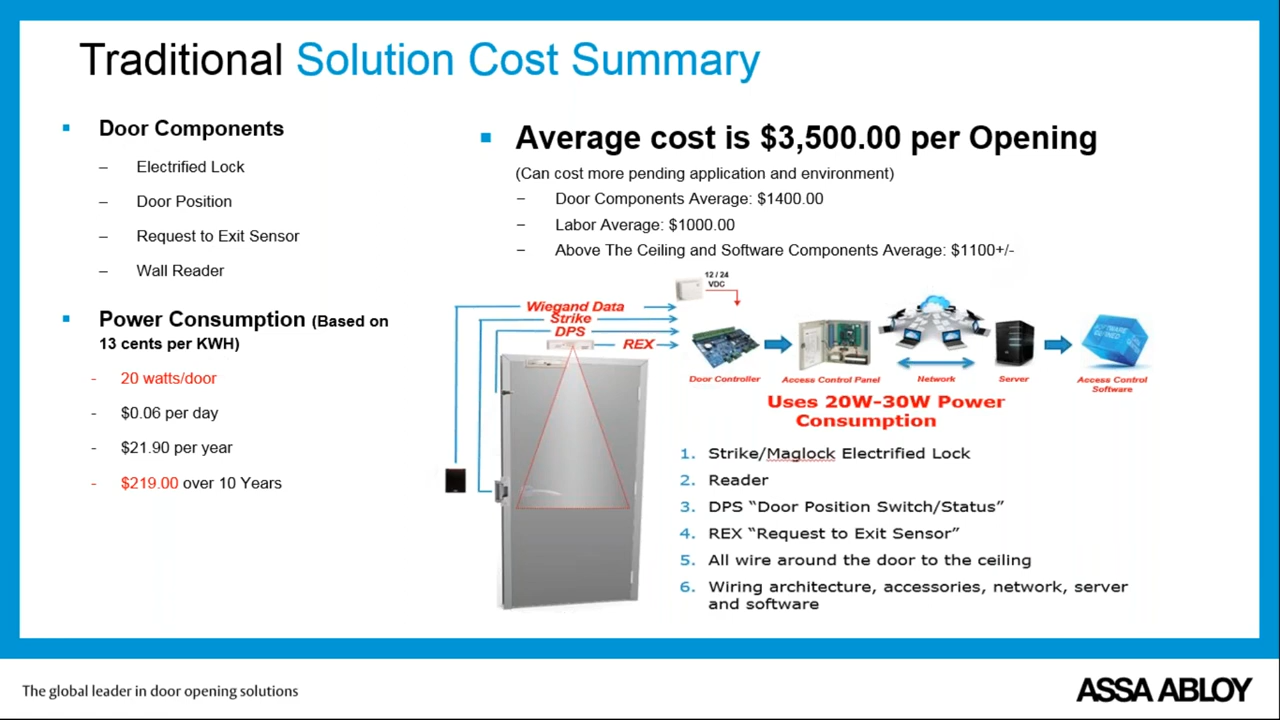 Traditional Solution Cost Summary
Door Components
– Electrified Lock
– Door Position
– Request to Exit Sensor
– Wall Reader
Power Consumption (Based on
13 cents per KWH)
- 20 watts/door
- $0.06 per day
- $21.90 per year
- $219.00 over 10 Years
Average cost is $3,500.00 per Opening
(Can cost more pending application and environment)
– Door Components Average: $1400.00
– Labor Average: $1000.00
– Above The Ceiling and Software Components Average: $1100+/-
12 / 24
VDC
Wiegand Data
Strike
DPS
REX
Door Controller
Access Control Panel
Network
Server
Access Control
Software
Uses 20W-30W Power
Consumption
1. Strike/Maglock Electrified Lock
2. Reader
3. DPS “Door Position Switch/Status”
4. REX “Request to Exit Sensor”
5. All wire around the door to the ceiling
6. Wiring architecture, accessories, network, server
and software
The global leader in door opening solutions
ASSA ABLOY